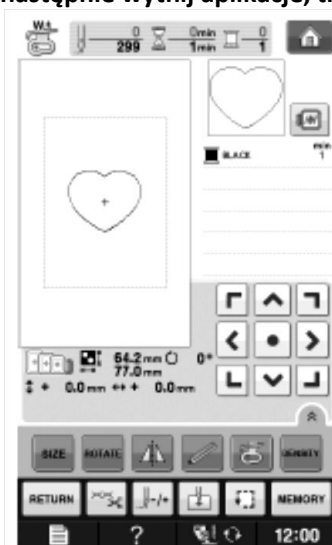 następnie wytnij aplikację, t
W+ 0 299 0min 1min 0 1
BLACK min 1
64.2mm 0°
77.0mm
+ 0.0mm + 0.0mm
SIZE ROTATE DENSITY
RETURN MEMORY
? 12:00